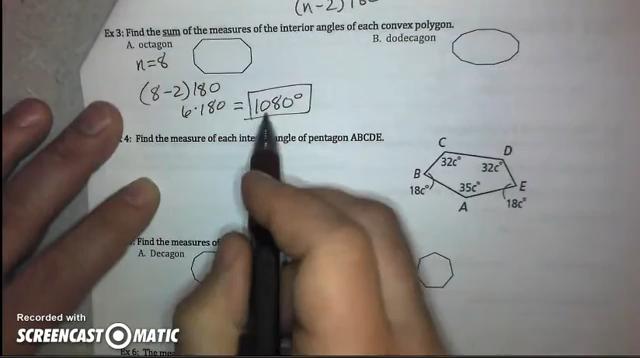 (n-2)180
Ex 3: Find the sum of the measures of the interior angles of each convex polygon.
A. octagon
B. dodecagon
n=8
(8-2)180
6·180 = 1080°
4: Find the measure of each angle of pentagon ABCDE.
C
D
32c°
32c°
B
E
35c°
18c°
18c°
A
Find the measures of
A. Decagon
Recorded with
SCREENCAST-O-MATIC
Ex 6: The